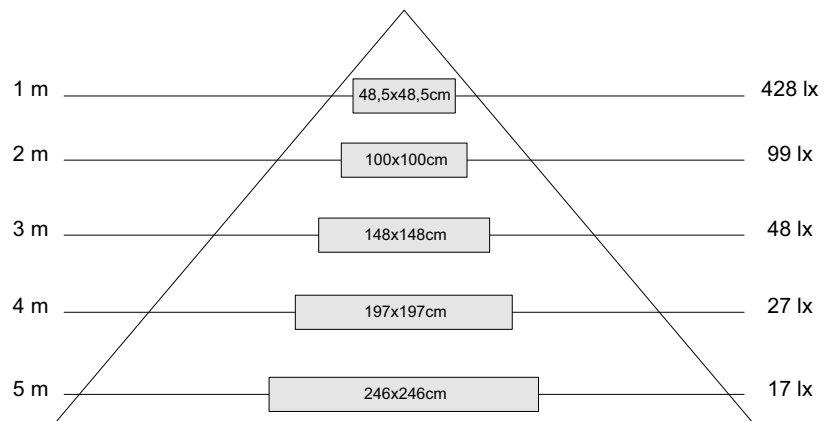 1 m 48,5x48,5cm 428 lx
2 m 100x100cm 99 lx
3 m 148x148cm 48 lx
4 m 197x197cm 27 lx
5 m 246x246cm 17 lx